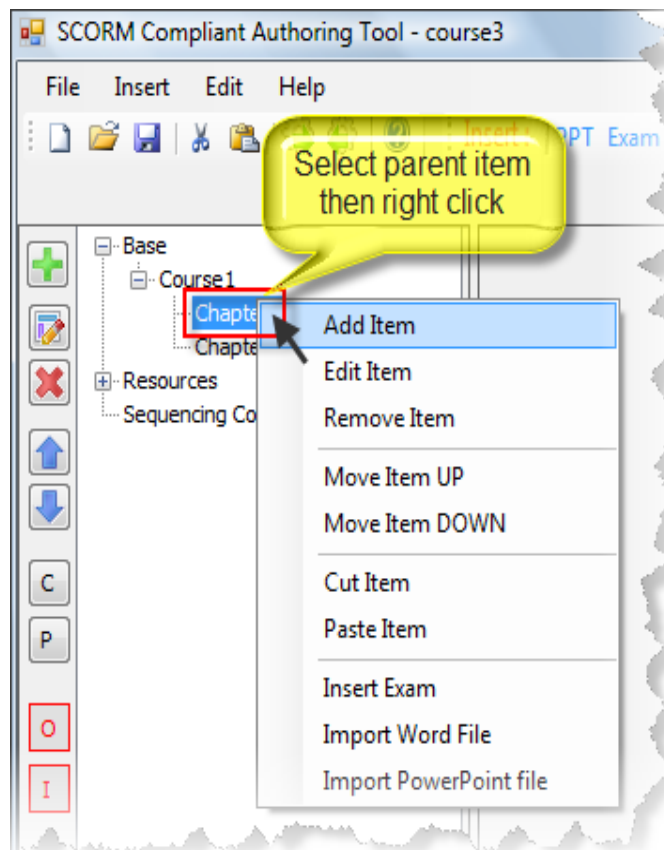 SCORM Compliant Authoring Tool - course3
File Insert Edit Help
Insert: PPT Exam
Select parent item
then right click
Base
Course1
Chapte
Chapte
Resources
Sequencing Co
Add Item
Edit Item
Remove Item
Move Item UP
Move Item DOWN
Cut Item
Paste Item
Insert Exam
Import Word File
Import PowerPoint file
C
P
O
I